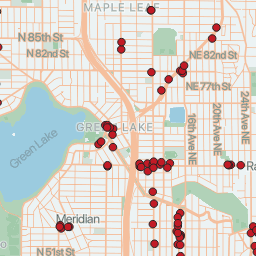 MAPLE LEAF
N 85th St
N 82nd St
NE 82nd St
NE 77th St
GREEN LAKE
Green Lake
15th Ave NE
20th Ave NE
24th Ave NE
Ra
Meridian
N 51st St
o